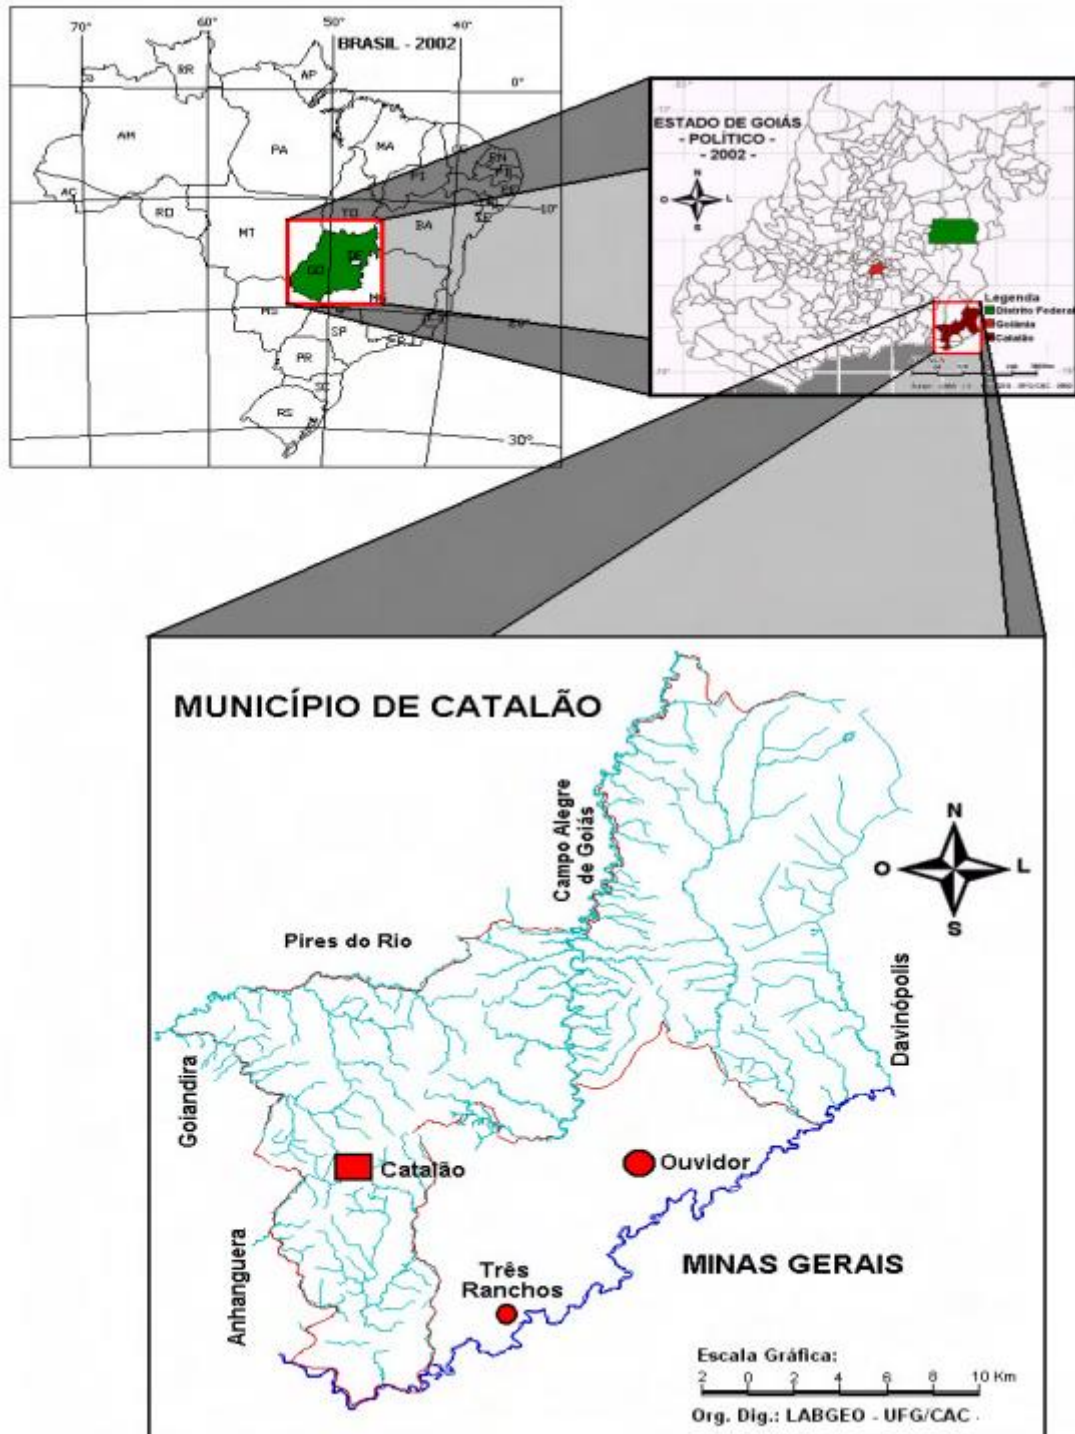 70°
60°
50°
40°
BRASIL - 2002
RR
AP
0°
AM
PA
MA
RN
PI
AC
RO
TO
10°
SE
MT
BA
GO
DF
MG
MS
20°
SP
RJ
PR
SC
RS
30°
ESTADO DE GOIÁS
- POLÍTICO -
- 2002 -
N
O
L
S
Legenda
Distrito Federal
Goiânia
Catalão
MUNICÍPIO DE CATALÃO
Campo Alegre
de Goiás
N
O
L
S
Pires do Rio
Davinópolis
Goiandira
Catalão
Ouvidor
Anhanguera
Três
Ranchos
MINAS GERAIS
Escala Gráfica:
2 0 2 4 6 8 10 Km
Org. Dig.: LABGEO - UFG/CAC -